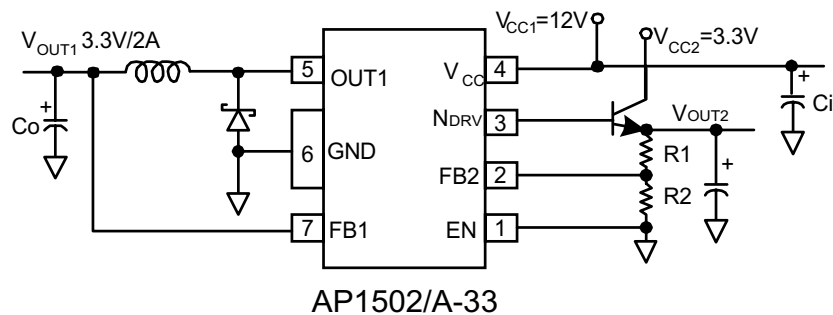 VCC1=12V
VCC2=3.3V
VOUT1 3.3V/2A
+
Co
5
OUT1
6
GND
7
FB1
VCC
4
NDRV
3
FB2
2
EN
1
VOUT2
R1
R2
+
+
Ci
AP1502/A-33